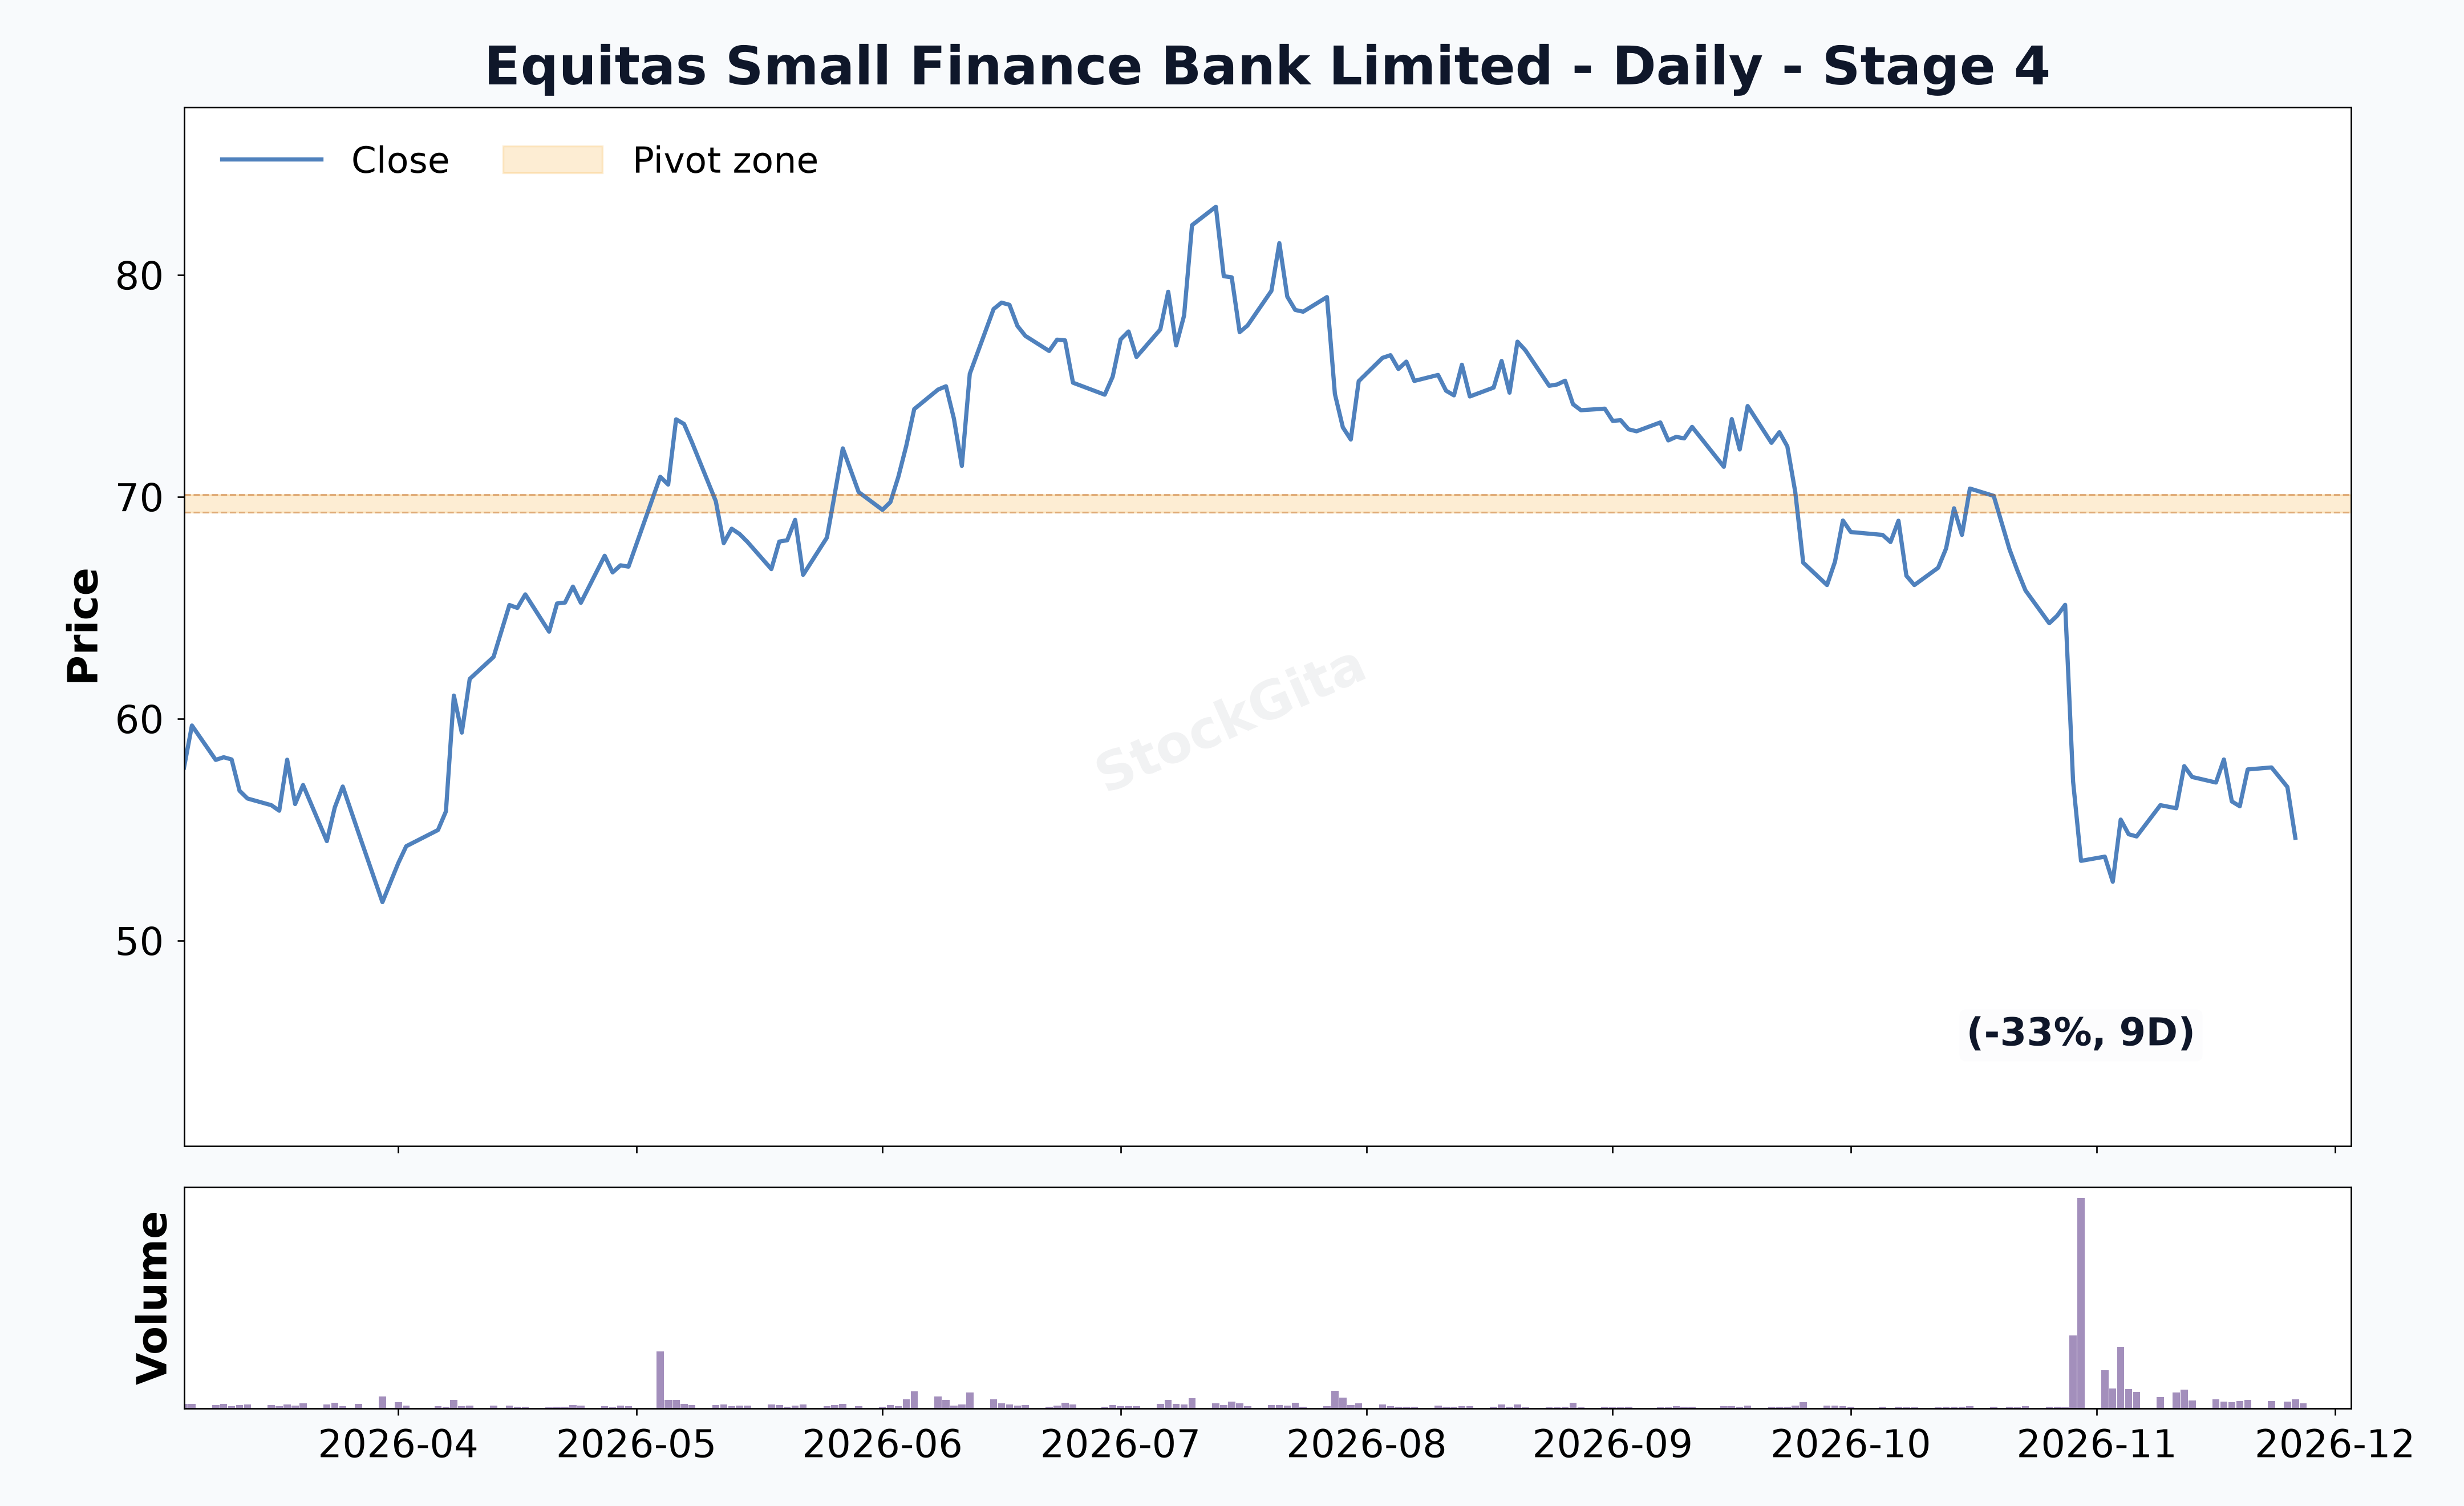 Equitas Small Finance Bank Limited - Daily - Stage 4
Close
Pivot zone
80
70
60
50
Price
StockGita
(-33%, 9D)
Volume
2026-04
2026-05
2026-06
2026-07
2026-08
2026-09
2026-10
2026-11
2026-12